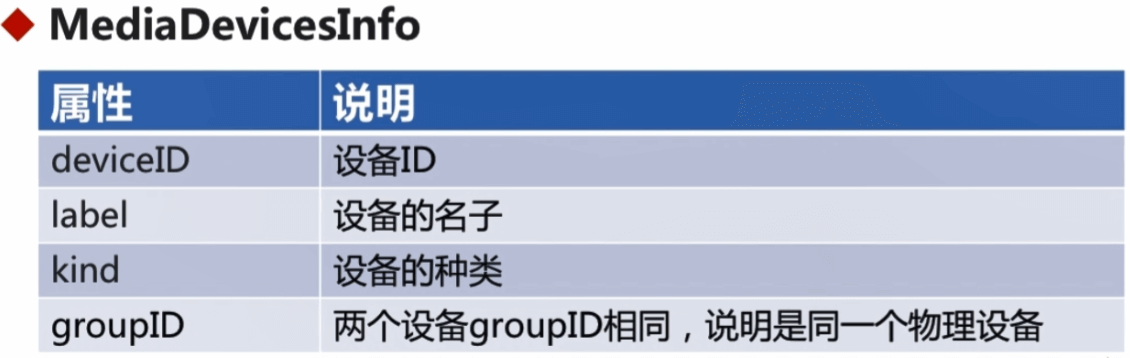 MediaDevicesInfo
属性 说明
deviceID 设备ID
label 设备的名子
kind 设备的种类
groupID 两个设备groupID相同，说明是同一个物理设备